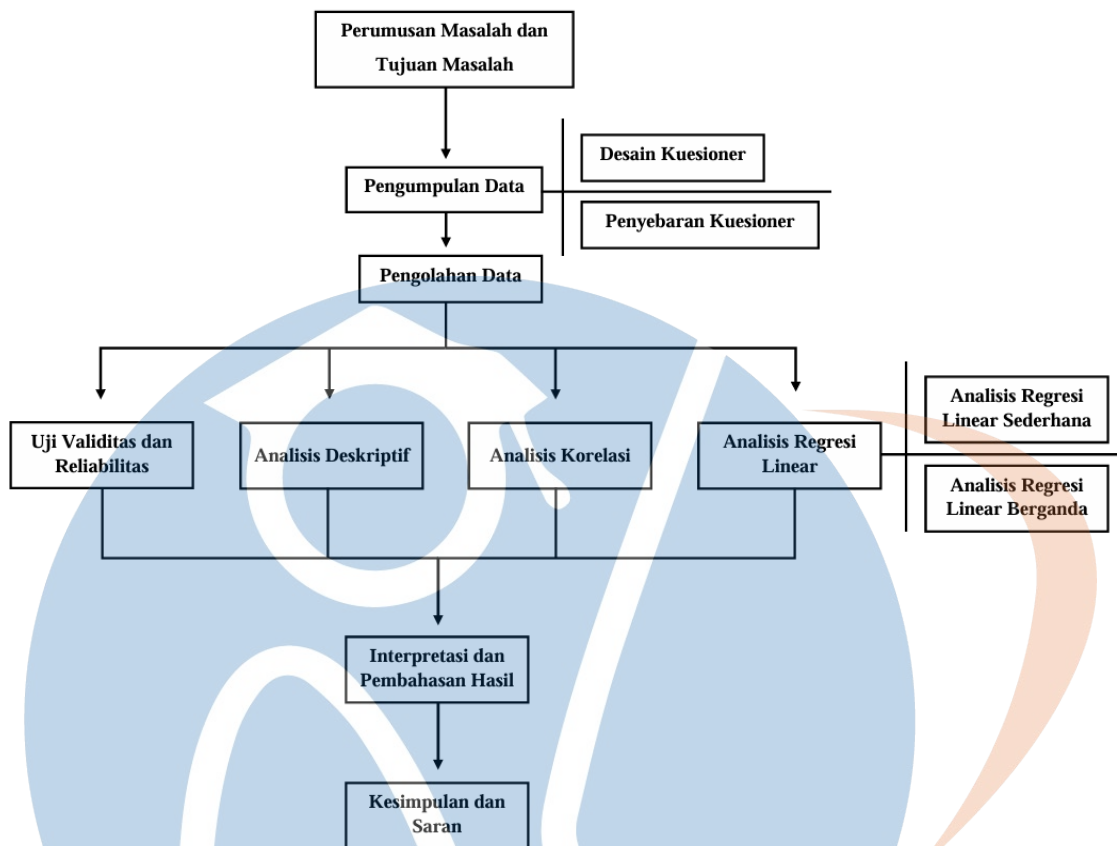 Perumusan Masalah dan
Tujuan Masalah
Desain Kuesioner
Pengumpulan Data
Penyebaran Kuesioner
Pengolahan Data
Uji Validitas dan
Reliabilitas
Analisis Deskriptif
Analisis Korelasi
Analisis Regresi
Linear
Analisis Regresi
Linear Sederhana
Analisis Regresi
Linear Berganda
Interpretasi dan
Pembahasan Hasil
Kesimpulan dan
Saran